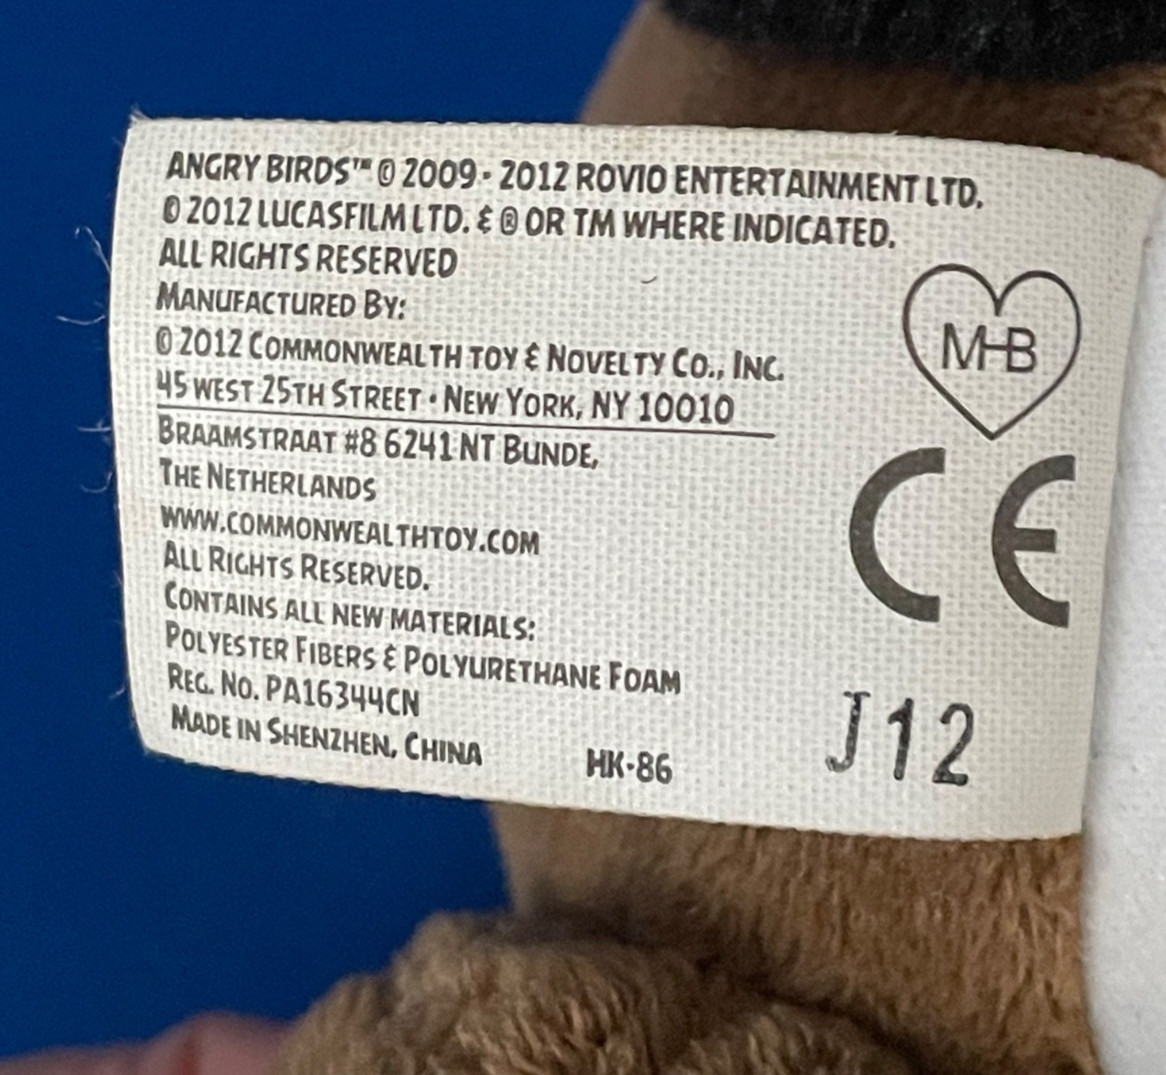 ANGRY BIRDS™ © 2009 - 2012 ROVIO ENTERTAINMENT LTD.
© 2012 LUCASFILM LTD. & ® OR TM WHERE INDICATED.
ALL RIGHTS RESERVED
MANUFACTURED BY:
© 2012 COMMONWEALTH TOY & NOVELTY CO., INC.
45 WEST 25TH STREET • NEW YORK, NY 10010
BRAAMSTRAAT #8 6241 NT BUNDE,
THE NETHERLANDS
WWW.COMMONWEALTHTOY.COM
ALL RIGHTS RESERVED.
CONTAINS ALL NEW MATERIALS:
POLYESTER FIBERS & POLYURETHANE FOAM
REG. NO. PA16344CN
MADE IN SHENZHEN, CHINA
HK-86
MHB
CE
J12